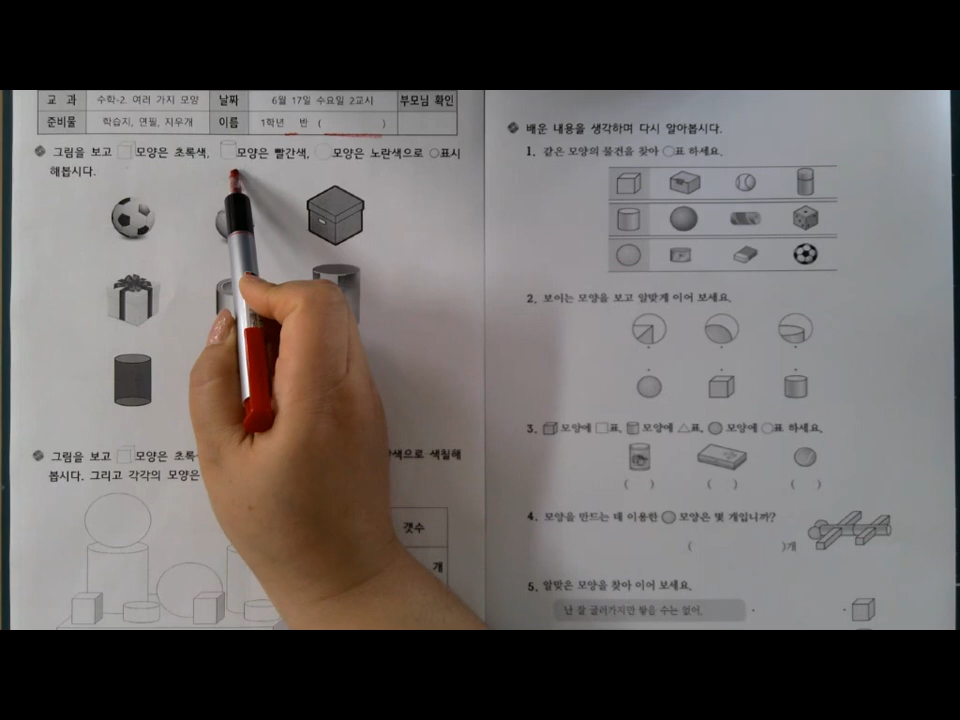 교 과 수학-2. 여러 가지 모양 날짜 6월 17일 수요일 2교시 부모님 확인
준비물 학습지, 연필, 지우개 이름 1학년 반 ( )
그림을 보고 모양은 초록색, 모양은 빨간색, 모양은 노란색으로 ○표시
해봅시다.
그림을 보고 모양은 초록 색으로 색칠해
봅시다. 그리고 각각의 모양은
갯수
개
배운 내용을 생각하며 다시 알아봅시다.
1. 같은 모양의 물건을 찾아 ○표 하세요.
2. 보이는 모양을 보고 알맞게 이어 보세요.
3. 모양에 □표, 모양에 △표, 모양에 ○표 하세요.
( ) ( ) ( )
4. 모양을 만드는 데 이용한 모양은 몇 개입니까?
( )개
5. 알맞은 모양을 찾아 이어 보세요.
난 잘 굴러가지만 쌓을 수는 없어.